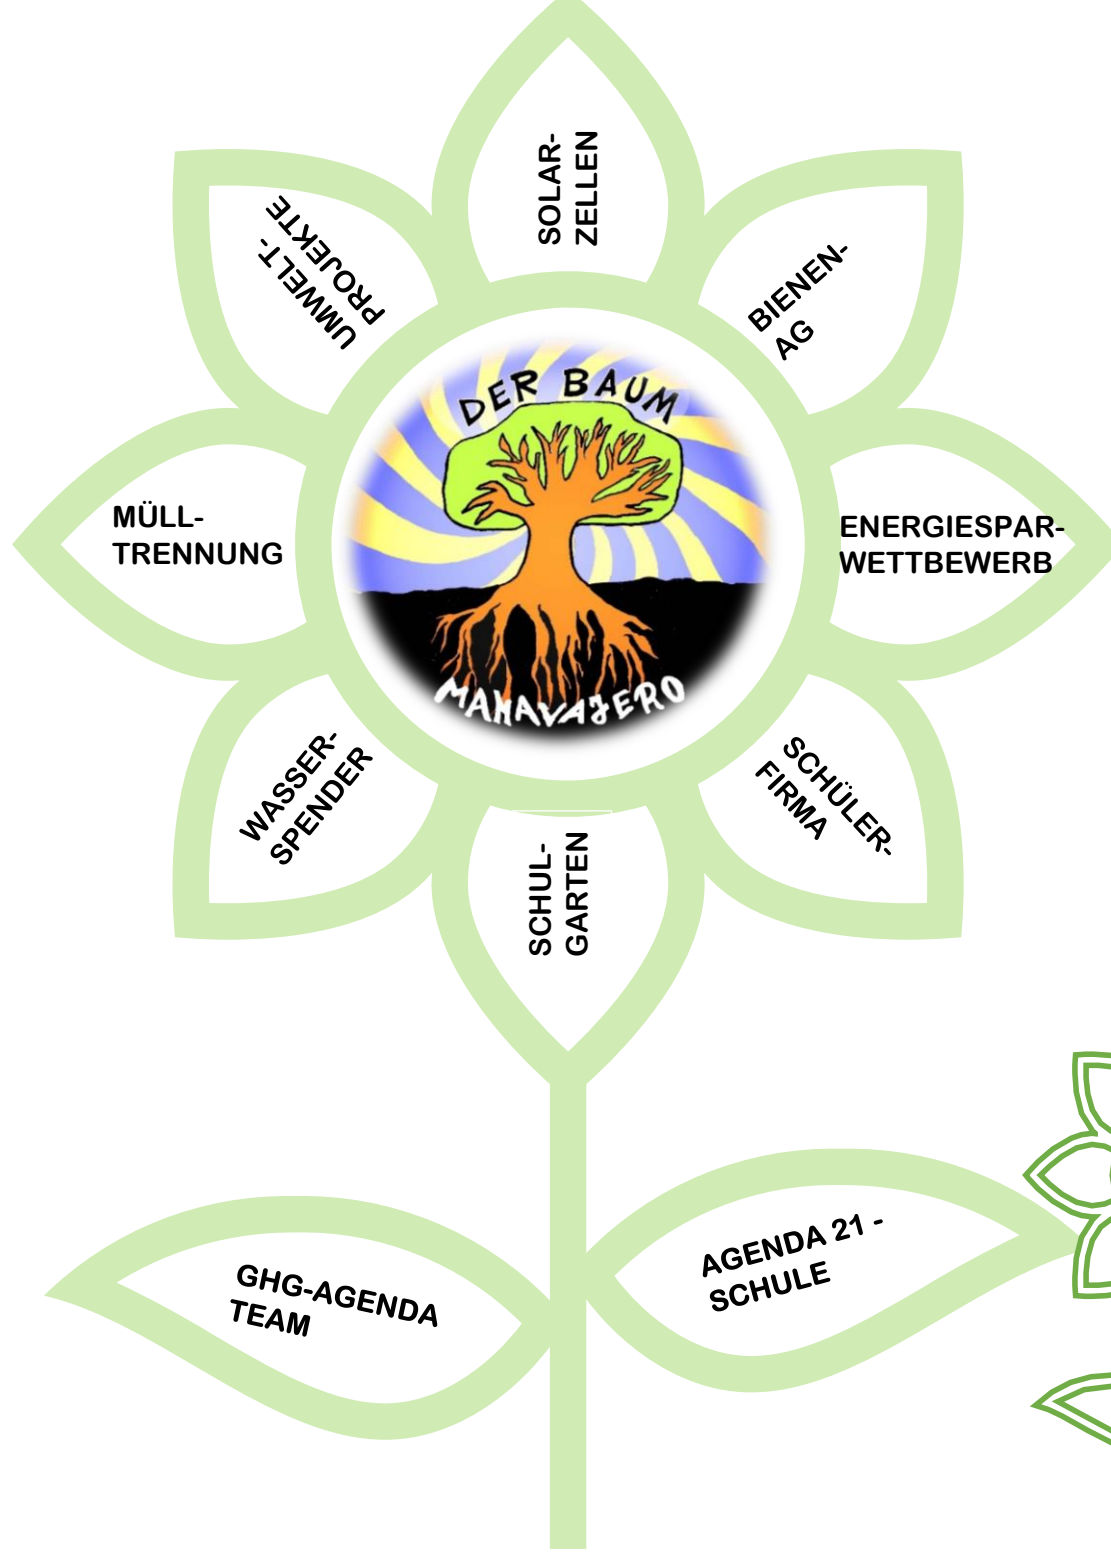 SOLAR-
ZELLEN
BIENEN-
AG
ENERGIESPAR-
WETTBEWERB
SCHÜLER-
FIRMA
SCHUL-
GARTEN
WASSER-
SPENDER
MÜLL-
TRENNUNG
UMWELT-
PROJEKTE
DER BAUM
MAHAVAJERO
GHG-AGENDA
TEAM
AGENDA 21 -
SCHULE